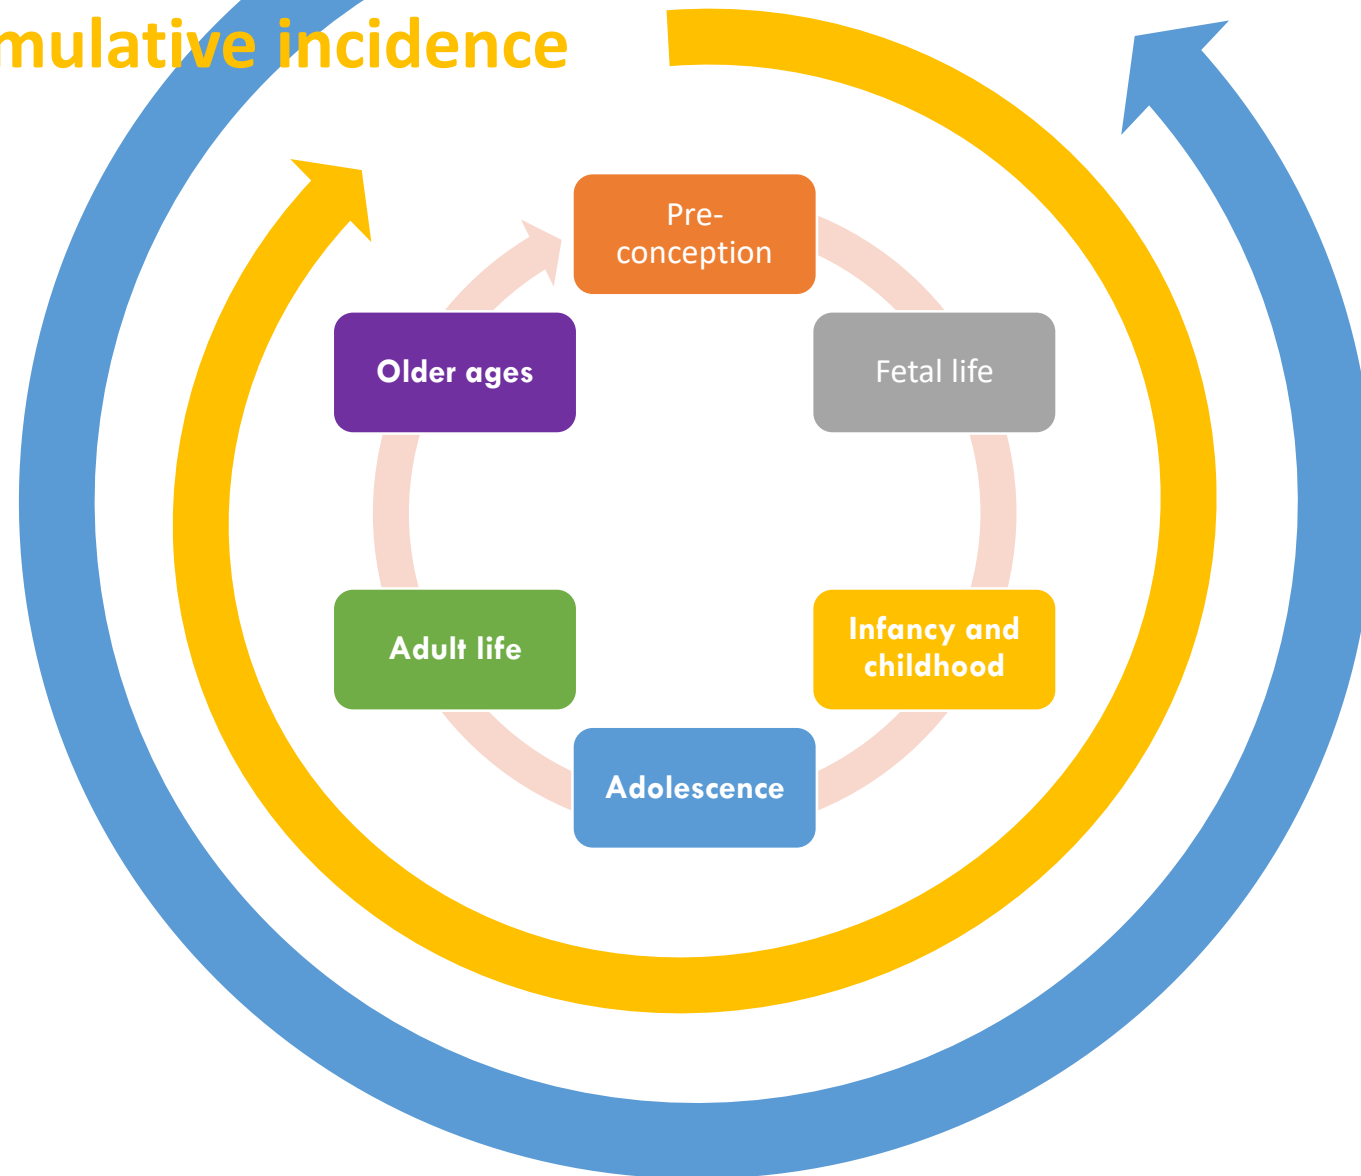 mulative incidence
Pre-
conception
Fetal life
Infancy and
childhood
Adolescence
Adult life
Older ages